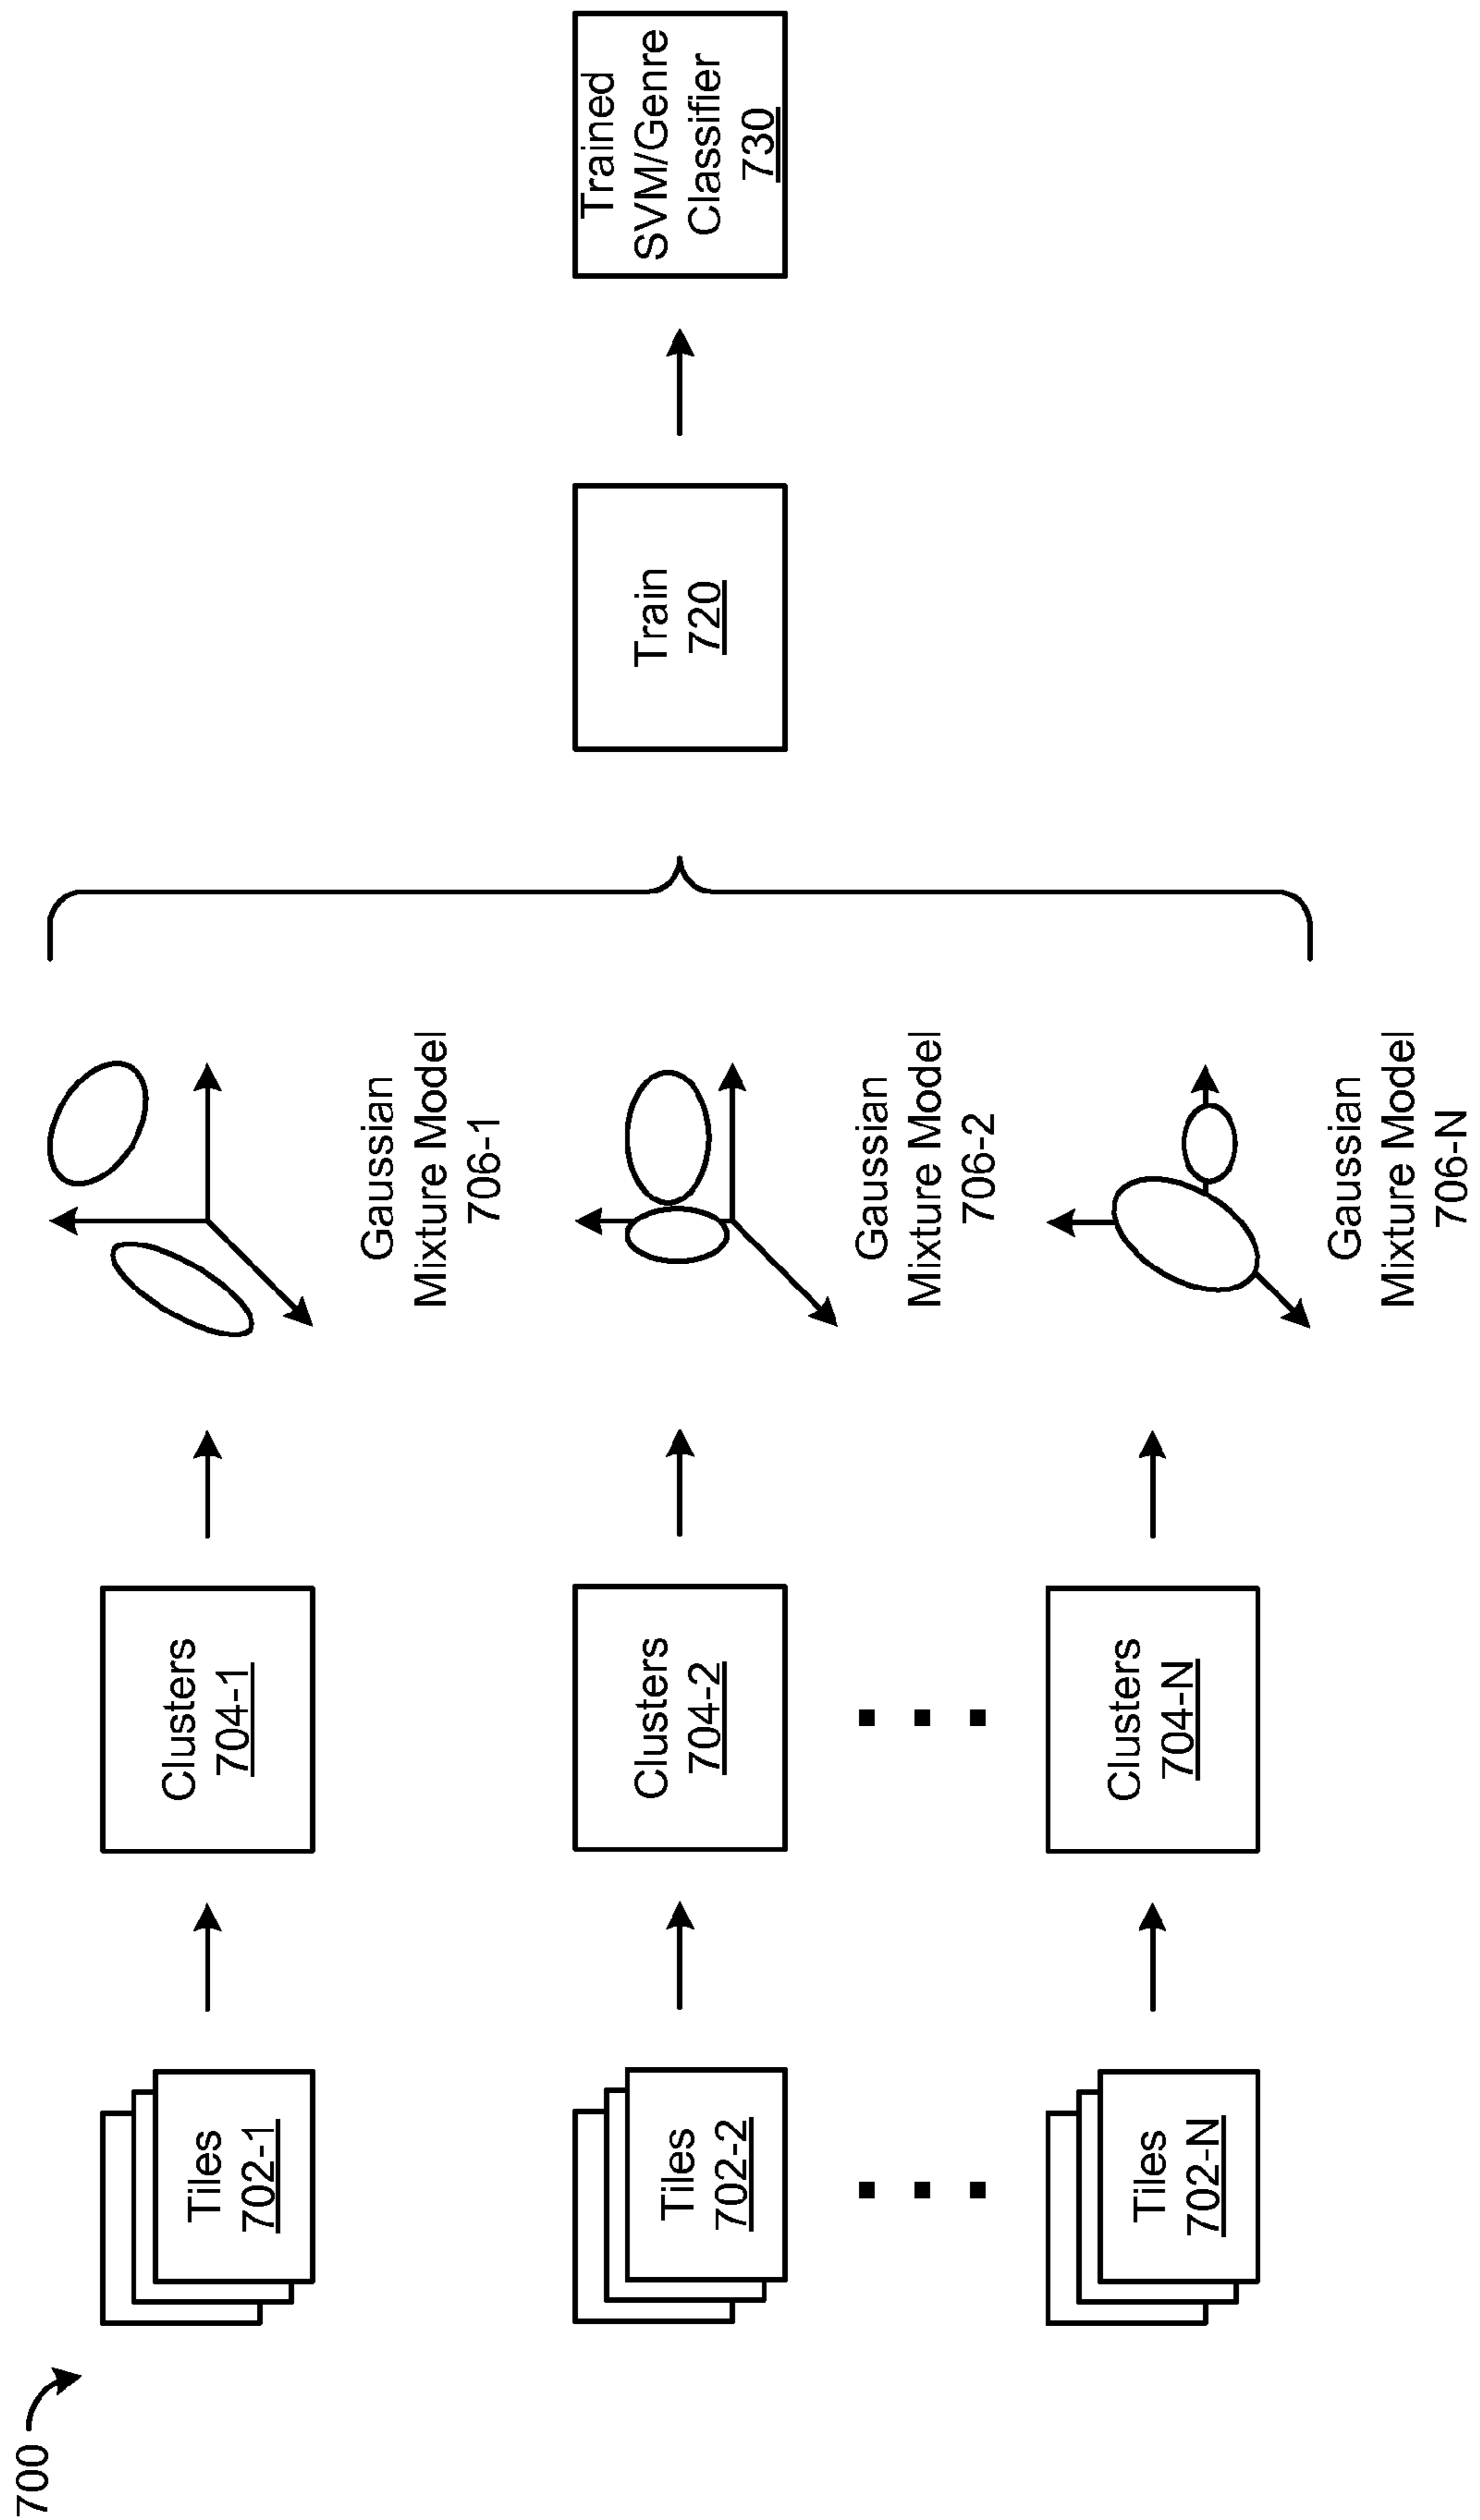 700
Tiles
702-1
Clusters
704-1
Gaussian
Mixture Model
706-1
Tiles
702-2
Clusters
704-2
Gaussian
Mixture Model
706-2
Tiles
702-N
Clusters
704-N
Gaussian
Mixture Model
706-N
Train
720
Trained
SVM/Genre
Classifier
730